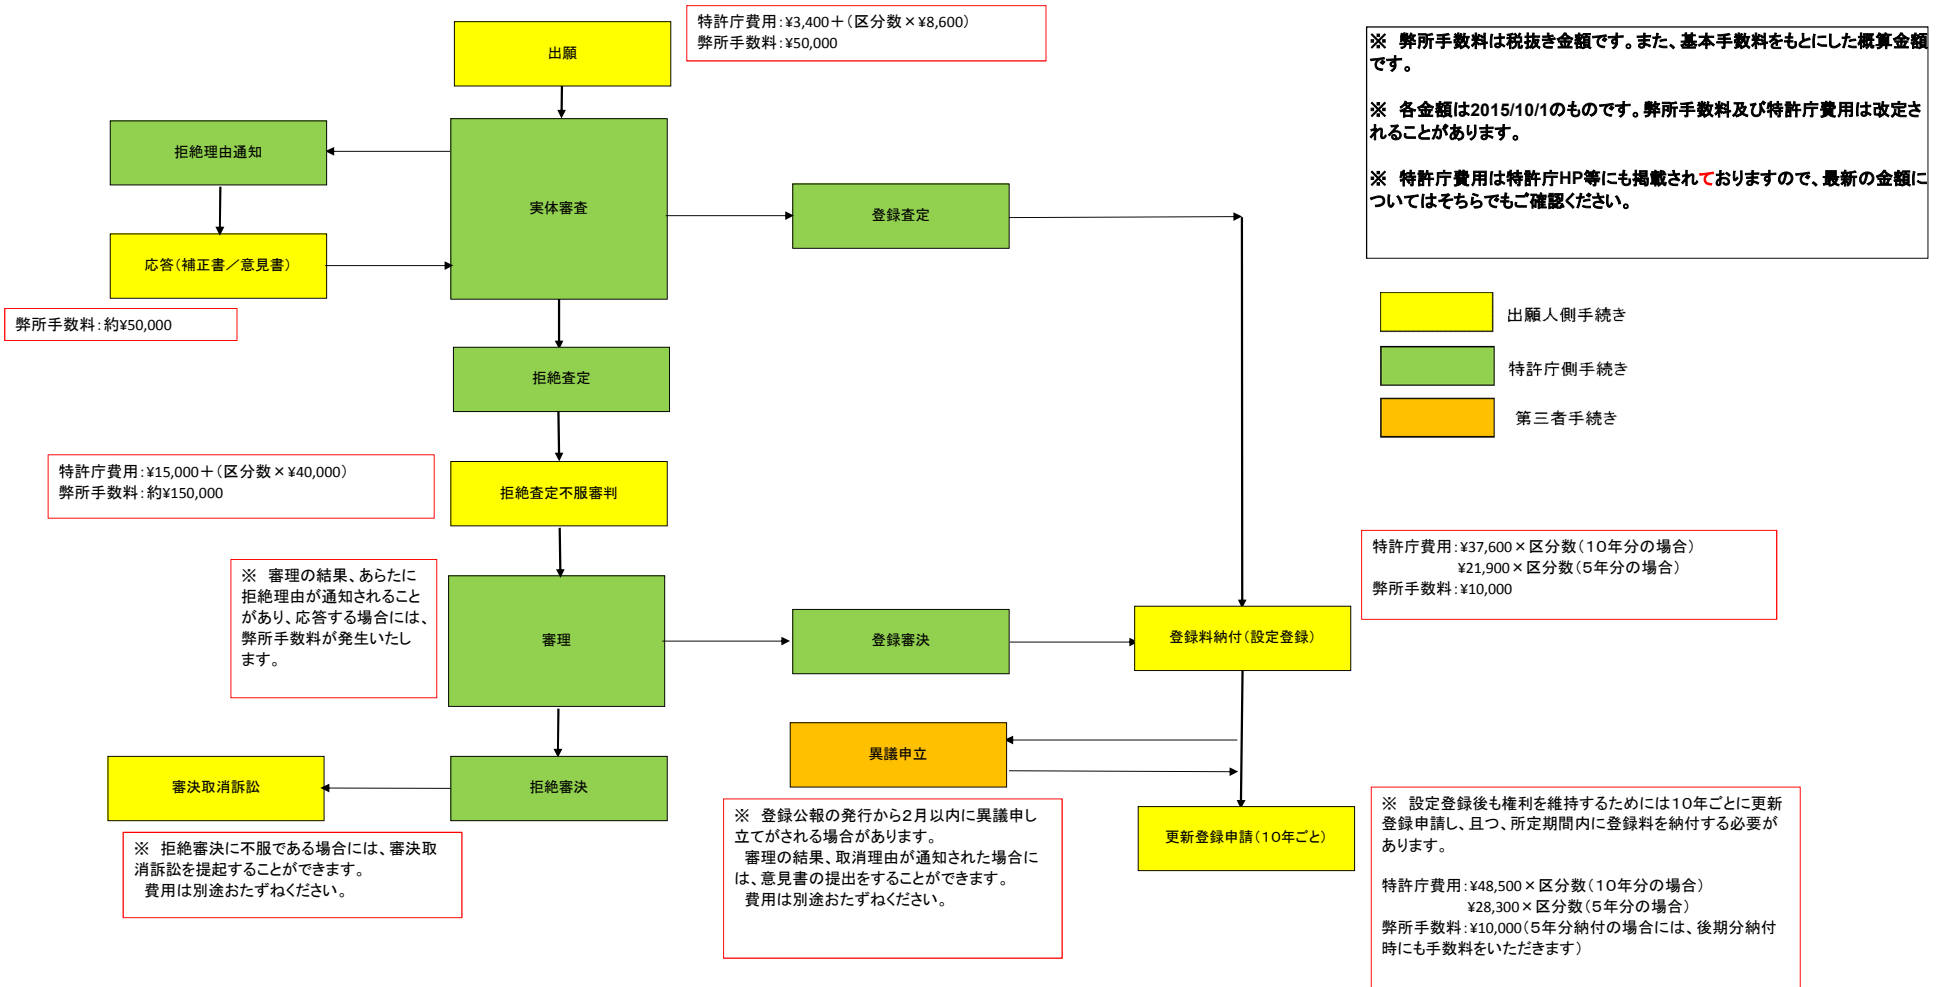 出願
特許庁費用:¥3,400+(区分数×¥8,600)
弊所手数料:¥50,000
※ 弊所手数料は税抜き金額です。また、基本手数料をもとにした概算金額
です。
※ 各金額は2015/10/1のものです。弊所手数料及び特許庁費用は改定さ
れることがあります。
※ 特許庁費用は特許庁HP等にも掲載されておりますので、最新の金額に
ついてはそちらでもご確認ください。
拒絶理由通知
実体審査
登録査定
応答(補正書/意見書)
弊所手数料:約¥50,000
出願人側手続き
特許庁側手続き
第三者手続き
拒絶査定
特許庁費用:¥15,000+(区分数×¥40,000)
弊所手数料:約¥150,000
拒絶査定不服審判
※ 審理の結果、あらたに
拒絶理由が通知されること
があり、応答する場合には、
弊所手数料が発生いたし
ます。
審理
登録審決
登録料納付(設定登録)
特許庁費用:¥37,600×区分数(10年分の場合)
¥21,900×区分数(5年分の場合)
弊所手数料:¥10,000
異議申立
審決取消訴訟
拒絶審決
※ 拒絶審決に不服である場合には、審決取
消訴訟を提起することができます。
費用は別途おたずねください。
※ 登録公報の発行から2月以内に異議申し
立てがされる場合があります。
審理の結果、取消理由が通知された場合に
は、意見書の提出をすることができます。
費用は別途おたずねください。
更新登録申請(10年ごと)
※ 設定登録後も権利を維持するためには10年ごとに更新
登録申請し、且つ、所定期間内に登録料を納付する必要が
あります。
特許庁費用:¥48,500×区分数(10年分の場合)
¥28,300×区分数(5年分の場合)
弊所手数料:¥10,000(5年分納付の場合には、後期分納付
時にも手数料をいただきます)